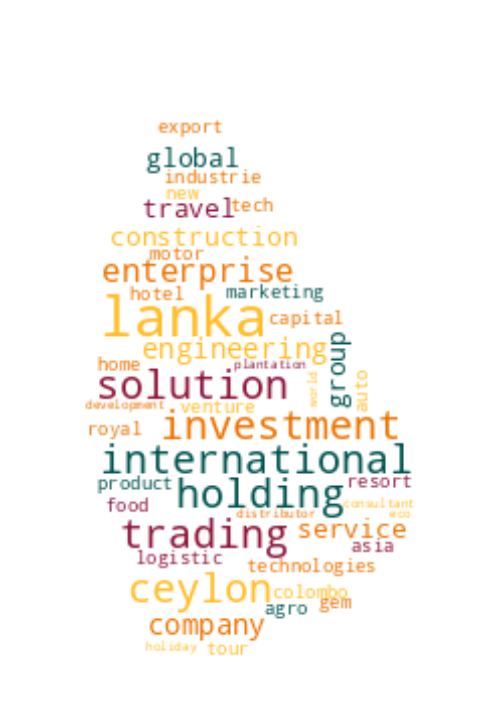 export
global
industrie
new
travel tech
construction
motor
enterprise
hotel marketing
lanka capital
engineering group
home plantation
solution world auto
development venture
royal investment
international
product holding resort
food consultant
distributor eco
trading service
asia
logistic technologies
ceylon colombo
agro gem
company
holiday tour